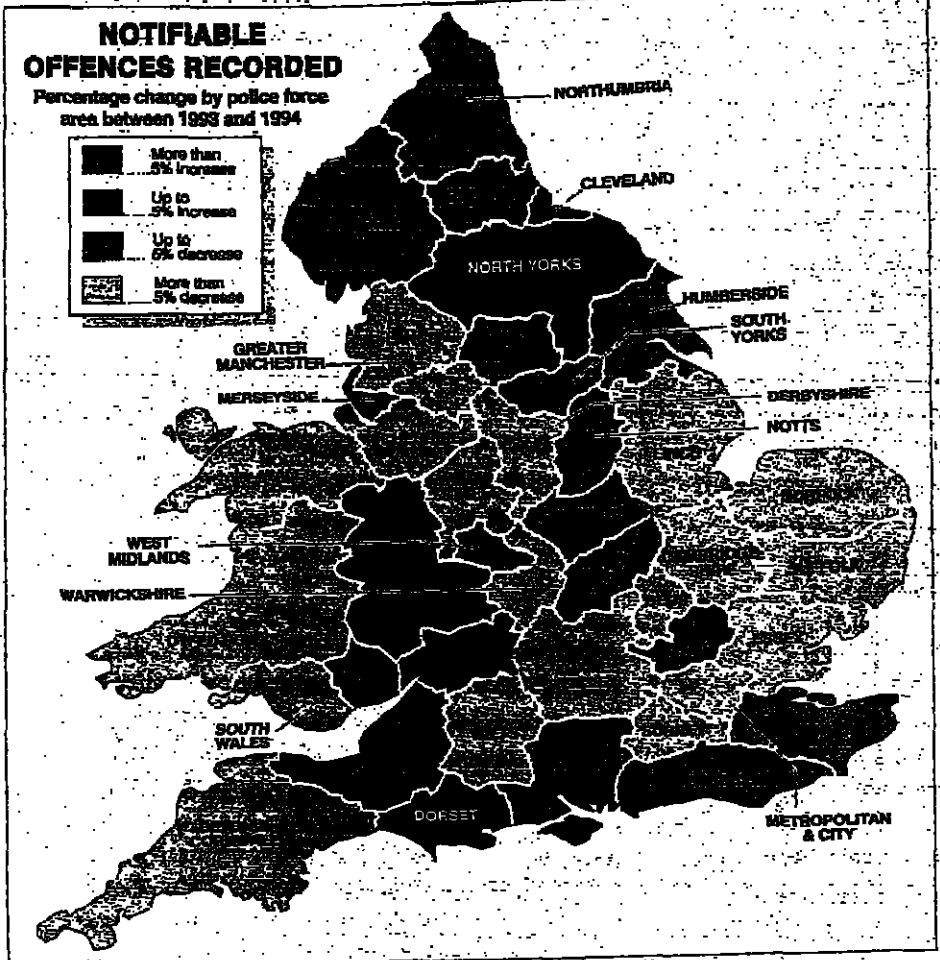 NOTIFIABLE
OFFENCES RECORDED
Percentage change by police force
area between 1993 and 1994
More than
5% increase
Up to
5% increase
Up to
5% decrease
More than
5% decrease
NORTHUMBRIA
CLEVELAND
NORTH YORKS
HUMBERSIDE
SOUTH
YORKS
GREATER
MANCHESTER
MERSEYSIDE
DERBYSHIRE
NOTTS
WEST
MIDLANDS
WARWICKSHIRE
SOUTH
WALES
DORSET
METROPOLITAN
& CITY